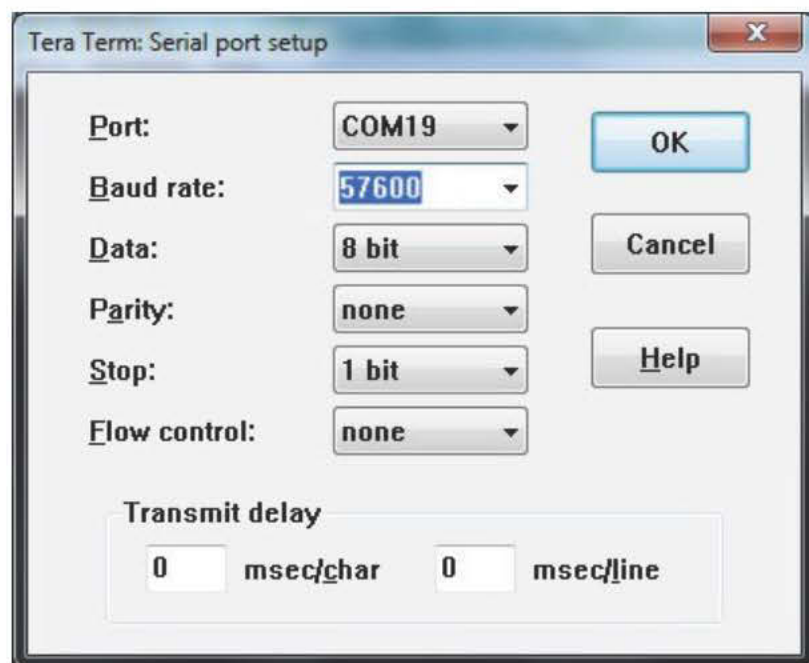 Tera Term: Serial port setup
Port: COM19
OK
Baud rate: 57600
Data: 8 bit
Cancel
Parity: none
Stop: 1 bit
Help
Flow control: none
Transmit delay
0 msec/char 0 msec/line